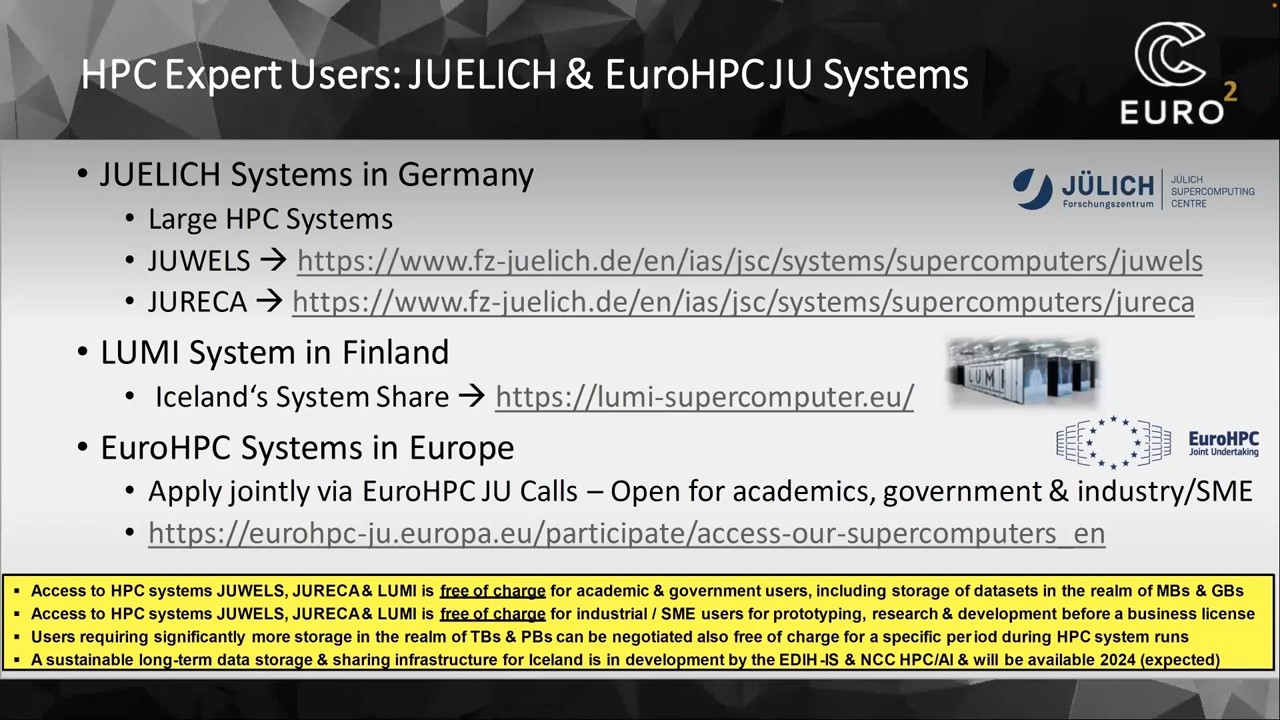 HPC Expert Users: JUELICH & EuroHPC JU Systems
EURO²
• JUELICH Systems in Germany
JÜLICH
Forschungszentrum
JÜLICH
SUPERCOMPUTING
CENTRE
• Large HPC Systems
• JUWELS → https://www.fz-juelich.de/en/ias/jsc/systems/supercomputers/juwels
• JURECA → https://www.fz-juelich.de/en/ias/jsc/systems/supercomputers/jureca
• LUMI System in Finland
LUMI
• Iceland‘s System Share → https://lumi-supercomputer.eu/
• EuroHPC Systems in Europe
EuroHPC
Joint Undertaking
• Apply jointly via EuroHPC JU Calls – Open for academics, government & industry/SME
• https://eurohpc-ju.europa.eu/participate/access-our-supercomputers_en
▪ Access to HPC systems JUWELS, JURECA & LUMI is free of charge for academic & government users, including storage of datasets in the realm of MBs & GBs
▪ Access to HPC systems JUWELS, JURECA & LUMI is free of charge for industrial / SME users for prototyping, research & development before a business license
▪ Users requiring significantly more storage in the realm of TBs & PBs can be negotiated also free of charge for a specific period during HPC system runs
▪ A sustainable long-term data storage & sharing infrastructure for Iceland is in development by the EDIH-IS & NCC HPC/AI & will be available 2024 (expected)